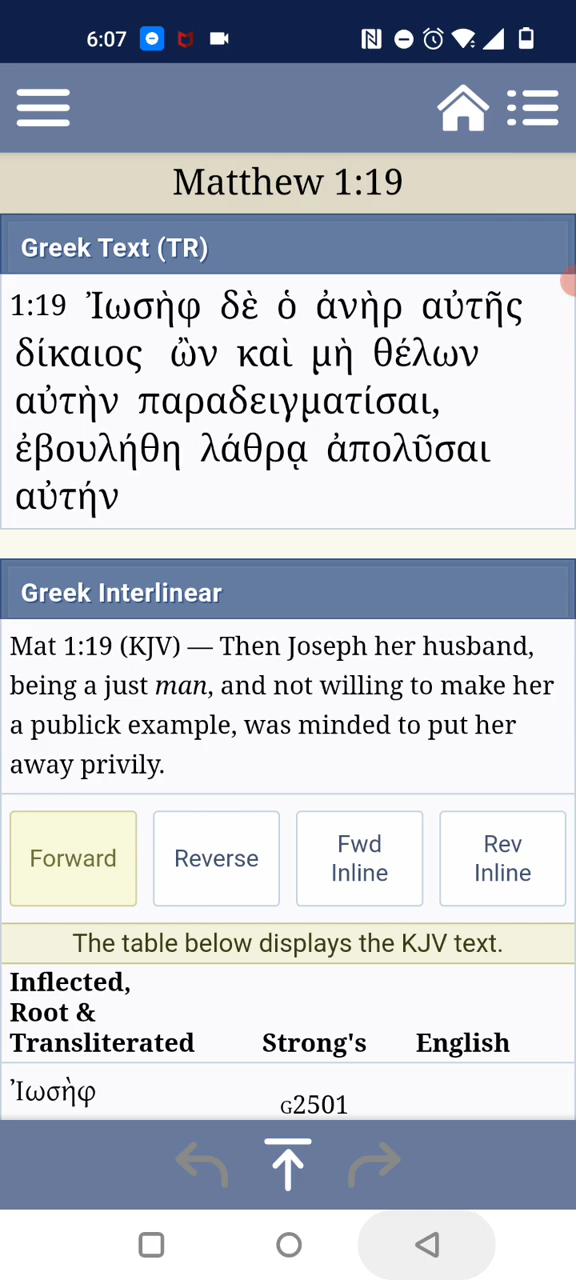 6:07
Matthew 1:19
Greek Text (TR)
1:19 Ἰωσὴφ δὲ ὁ ἀνὴρ αὐτῆς
δίκαιος ὢν καὶ μὴ θέλων
αὐτὴν παραδειγματίσαι,
ἐβουλήθη λάθρᾳ ἀπολῦσαι
αὐτήν
Greek Interlinear
Mat 1:19 (KJV) — Then Joseph her husband,
being a just man, and not willing to make her
a publick example, was minded to put her
away privily.
Forward Reverse Fwd Inline Rev Inline
The table below displays the KJV text.
Inflected,
Root &
Transliterated Strong's English
Ἰωσὴφ
G2501